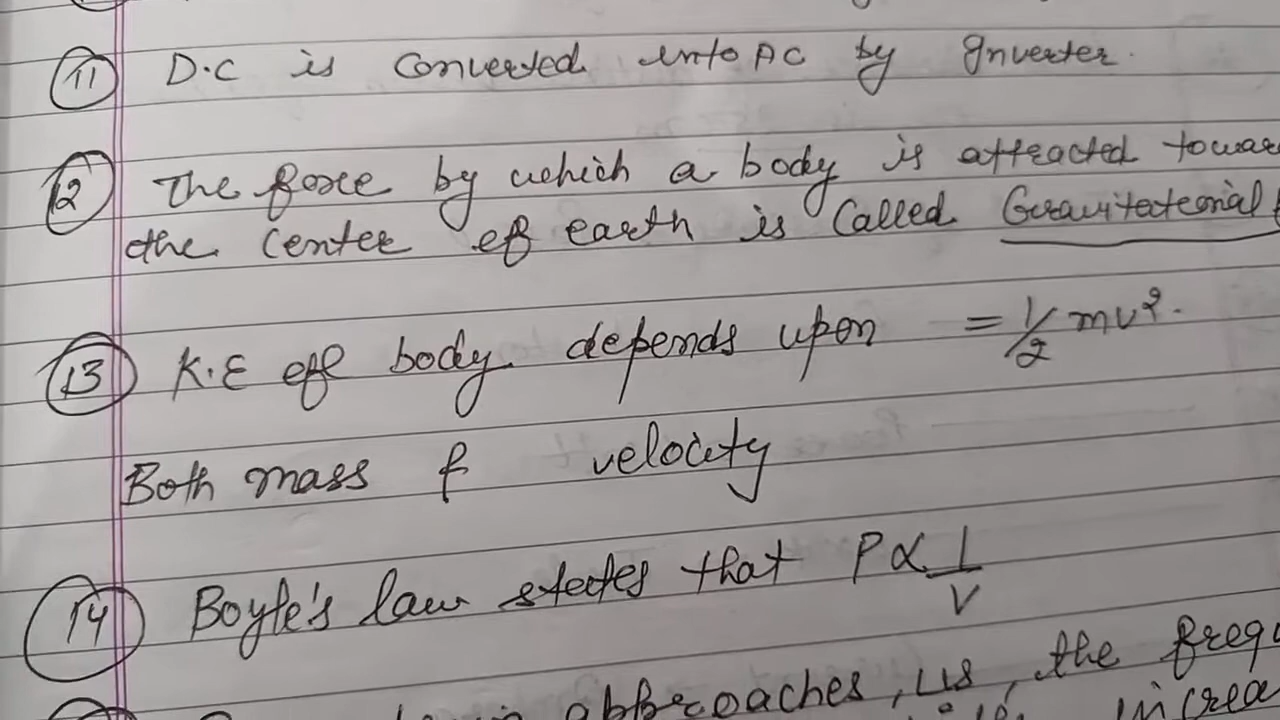 11 D.C is Converted into AC by Inverter.
12 The force by which a body is attracted towar
the Center of earth is Called Gravitational
13 K.E of body depends upon = 1/2 mv².
Both mass & velocity
14 Boyle's law states that P ∝ 1/V
approaches, us, the frequ
increa